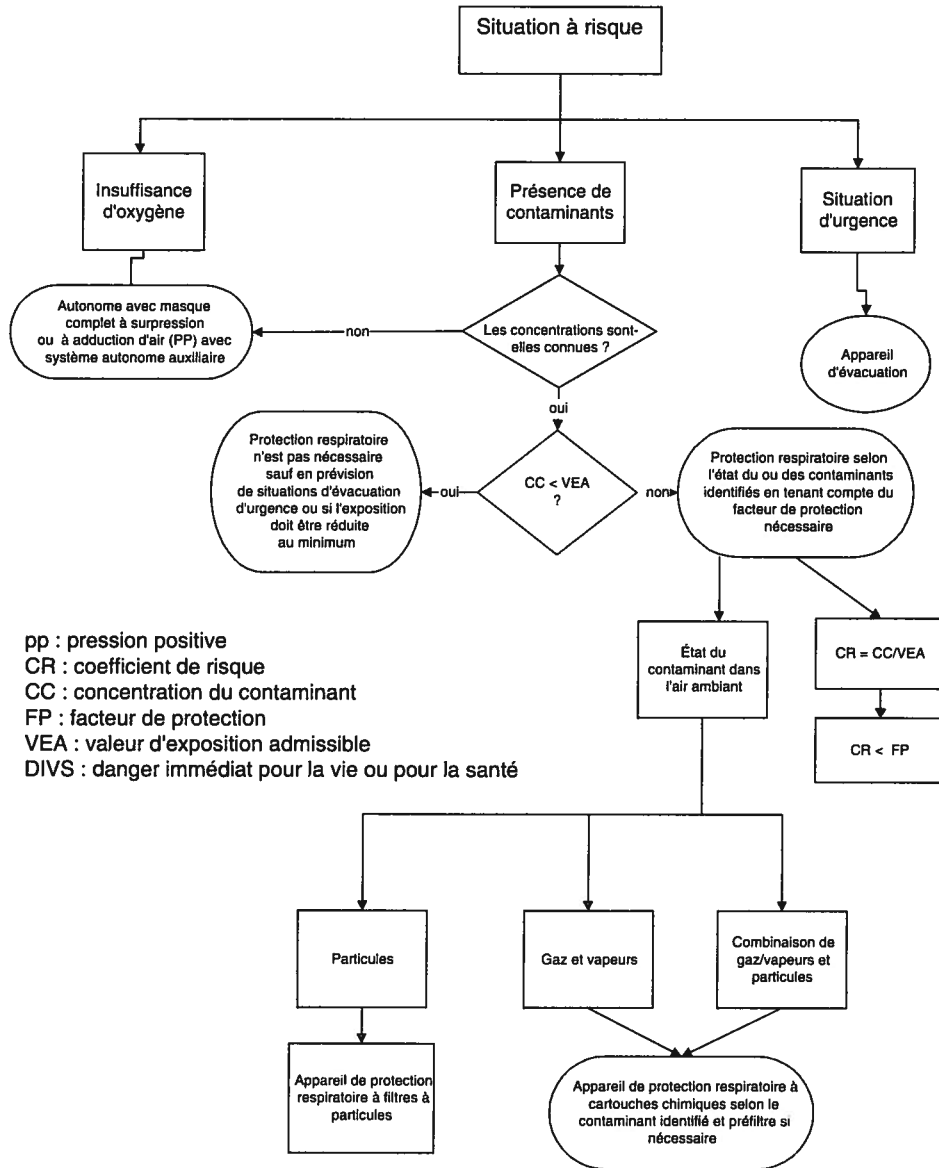 Situation à risque
Insuffisance
d'oxygène
Présence de
contaminants
Situation
d'urgence
Autonome avec masque
complet à surpression
ou à adduction d'air (PP) avec
système autonome auxiliaire
non
Les concentrations sont-
elles connues ?
Appareil
d'évacuation
oui
Protection respiratoire
n'est pas nécessaire
sauf en prévision
de situations d'évacuation
d'urgence ou si l'exposition
doit être réduite
au minimum
oui
CC < VEA
?
non
Protection respiratoire selon
l'état du ou des contaminants
identifiés en tenant compte du
facteur de protection
nécessaire
pp : pression positive
CR : coefficient de risque
CC : concentration du contaminant
FP : facteur de protection
VEA : valeur d'exposition admissible
DIVS : danger immédiat pour la vie ou pour la santé
État du
contaminant dans
l'air ambiant
CR = CC/VEA
CR < FP
Particules
Gaz et vapeurs
Combinaison de
gaz/vapeurs et
particules
Appareil de protection
respiratoire à filtres à
particules
Appareil de protection respiratoire à
cartouches chimiques selon le
contaminant identifié et préfiltre si
nécessaire